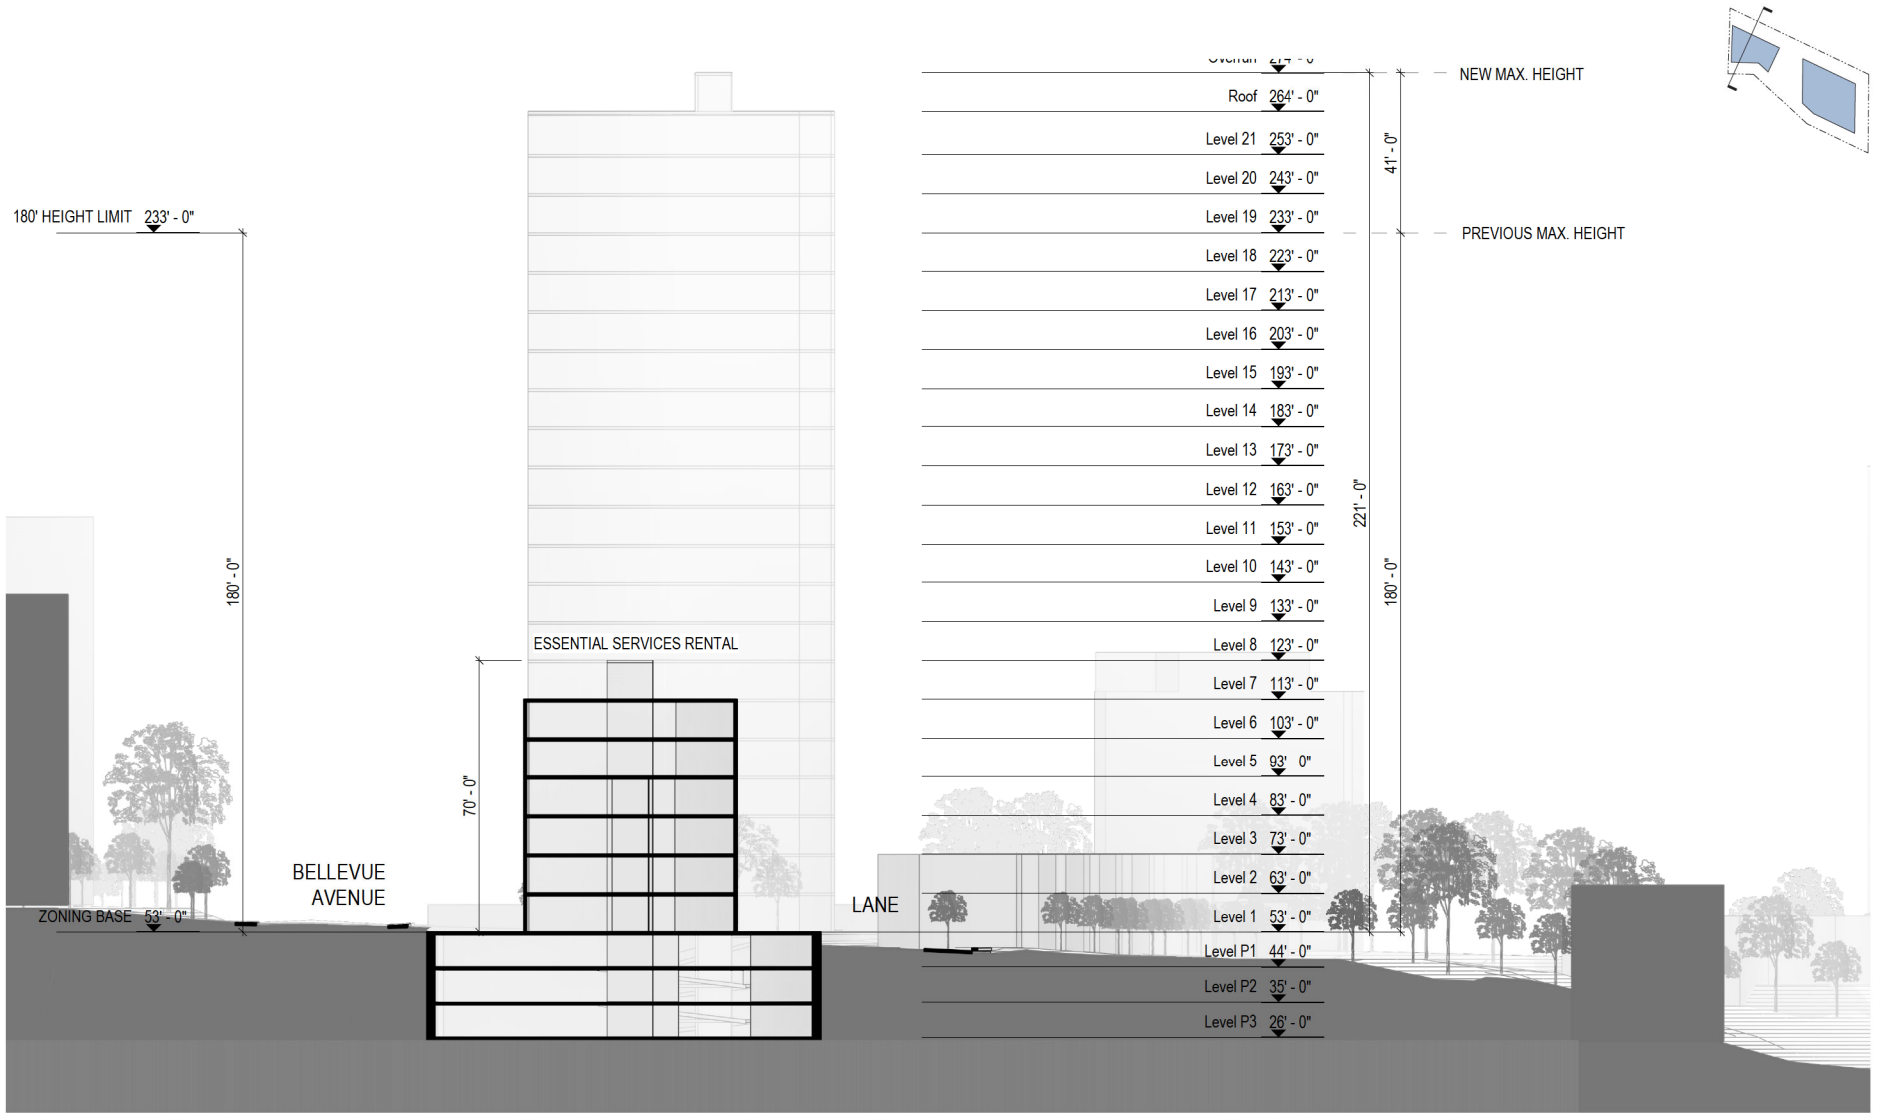 Overrun 274' - 0"
NEW MAX. HEIGHT
Roof 264' - 0"
Level 21 253' - 0"
41' - 0"
Level 20 243' - 0"
180' HEIGHT LIMIT 233' - 0"
Level 19 233' - 0"
PREVIOUS MAX. HEIGHT
Level 18 223' - 0"
Level 17 213' - 0"
Level 16 203' - 0"
Level 15 193' - 0"
Level 14 183' - 0"
Level 13 173' - 0"
Level 12 163' - 0"
221' - 0"
Level 11 153' - 0"
Level 10 143' - 0"
180' - 0"
180' - 0"
Level 9 133' - 0"
ESSENTIAL SERVICES RENTAL
Level 8 123' - 0"
Level 7 113' - 0"
Level 6 103' - 0"
Level 5 93' 0"
70' - 0"
Level 4 83' - 0"
Level 3 73' - 0"
BELLEVUE
AVENUE
Level 2 63' - 0"
LANE
ZONING BASE 53' - 0"
Level 1 53' - 0"
Level P1 44' - 0"
Level P2 35' - 0"
Level P3 26' - 0"